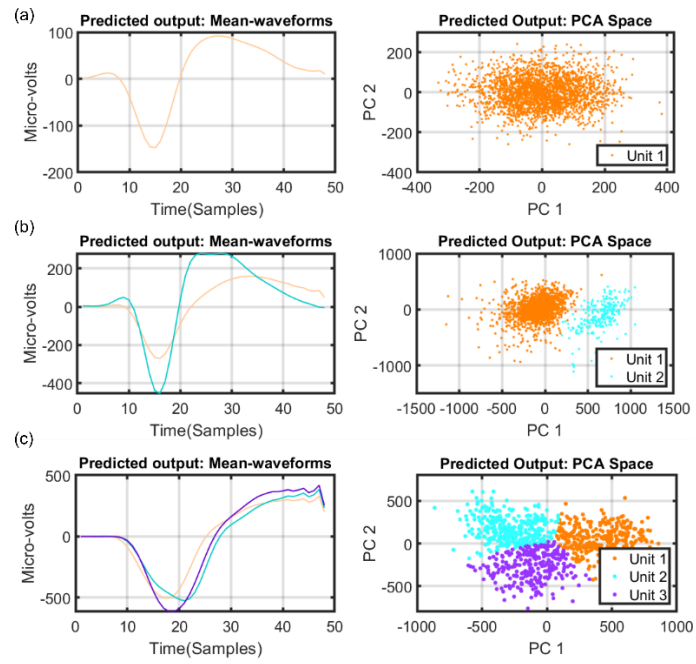 (a)
Predicted output: Mean-waveforms
Micro-volts
100
0
-100
-200
0 10 20 30 40 50
Time(Samples)
Predicted Output: PCA Space
PC 2
200
0
-200
-400
Unit 1
-400 -200 0 200 400
PC 1
(b)
Predicted output: Mean-waveforms
Micro-volts
200
0
-200
-400
0 10 20 30 40 50
Time(Samples)
Predicted Output: PCA Space
PC 2
1000
0
-1000
Unit 1
Unit 2
-1500 -1000 -500 0 500 1000 1500
PC 1
(c)
Predicted output: Mean-waveforms
Micro-volts
500
0
-500
0 10 20 30 40 50
Time(Samples)
Predicted Output: PCA Space
PC 2
500
0
-500
Unit 1
Unit 2
Unit 3
-1000 -500 0 500 1000
PC 1